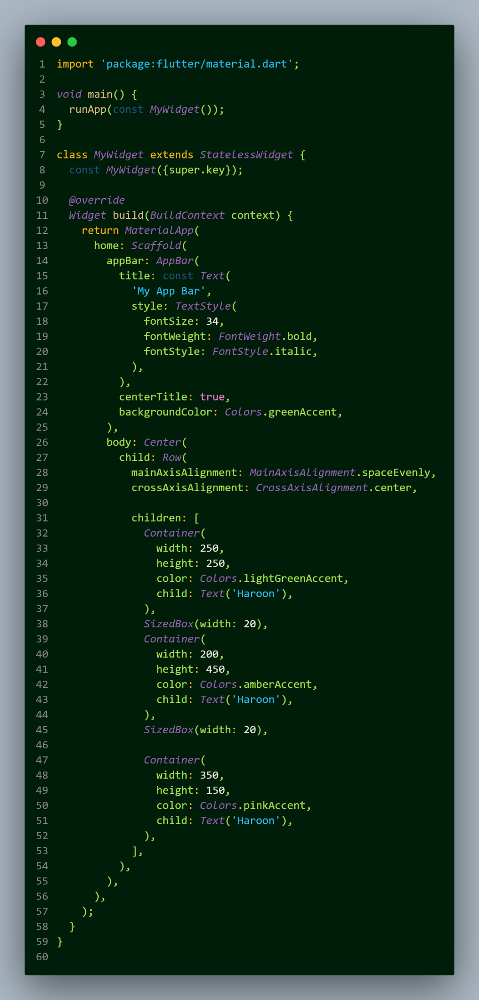 1 import 'package:flutter/material.dart';
2
3 void main() {
4   runApp(const MyWidget());
5 }
6
7 class MyWidget extends StatelessWidget {
8   const MyWidget({super.key});
9
10   @override
11   Widget build(BuildContext context) {
12     return MaterialApp(
13       home: Scaffold(
14         appBar: AppBar(
15           title: const Text(
16             'My App Bar',
17             style: TextStyle(
18               fontSize: 34,
19               fontWeight: FontWeight.bold,
20               fontStyle: FontStyle.italic,
21             ),
22           ),
23           centerTitle: true,
24           backgroundColor: Colors.greenAccent,
25         ),
26         body: Center(
27           child: Row(
28             mainAxisAlignment: MainAxisAlignment.spaceEvenly,
29             crossAxisAlignment: CrossAxisAlignment.center,
30
31             children: [
32               Container(
33                 width: 250,
34                 height: 250,
35                 color: Colors.lightGreenAccent,
36                 child: Text('Haroon'),
37               ),
38               SizedBox(width: 20),
39               Container(
40                 width: 200,
41                 height: 450,
42                 color: Colors.amberAccent,
43                 child: Text('Haroon'),
44               ),
45               SizedBox(width: 20),
46
47               Container(
48                 width: 350,
49                 height: 150,
50                 color: Colors.pinkAccent,
51                 child: Text('Haroon'),
52               ),
53             ],
54           ),
55         ),
56       ),
57     );
58   }
59 }
60